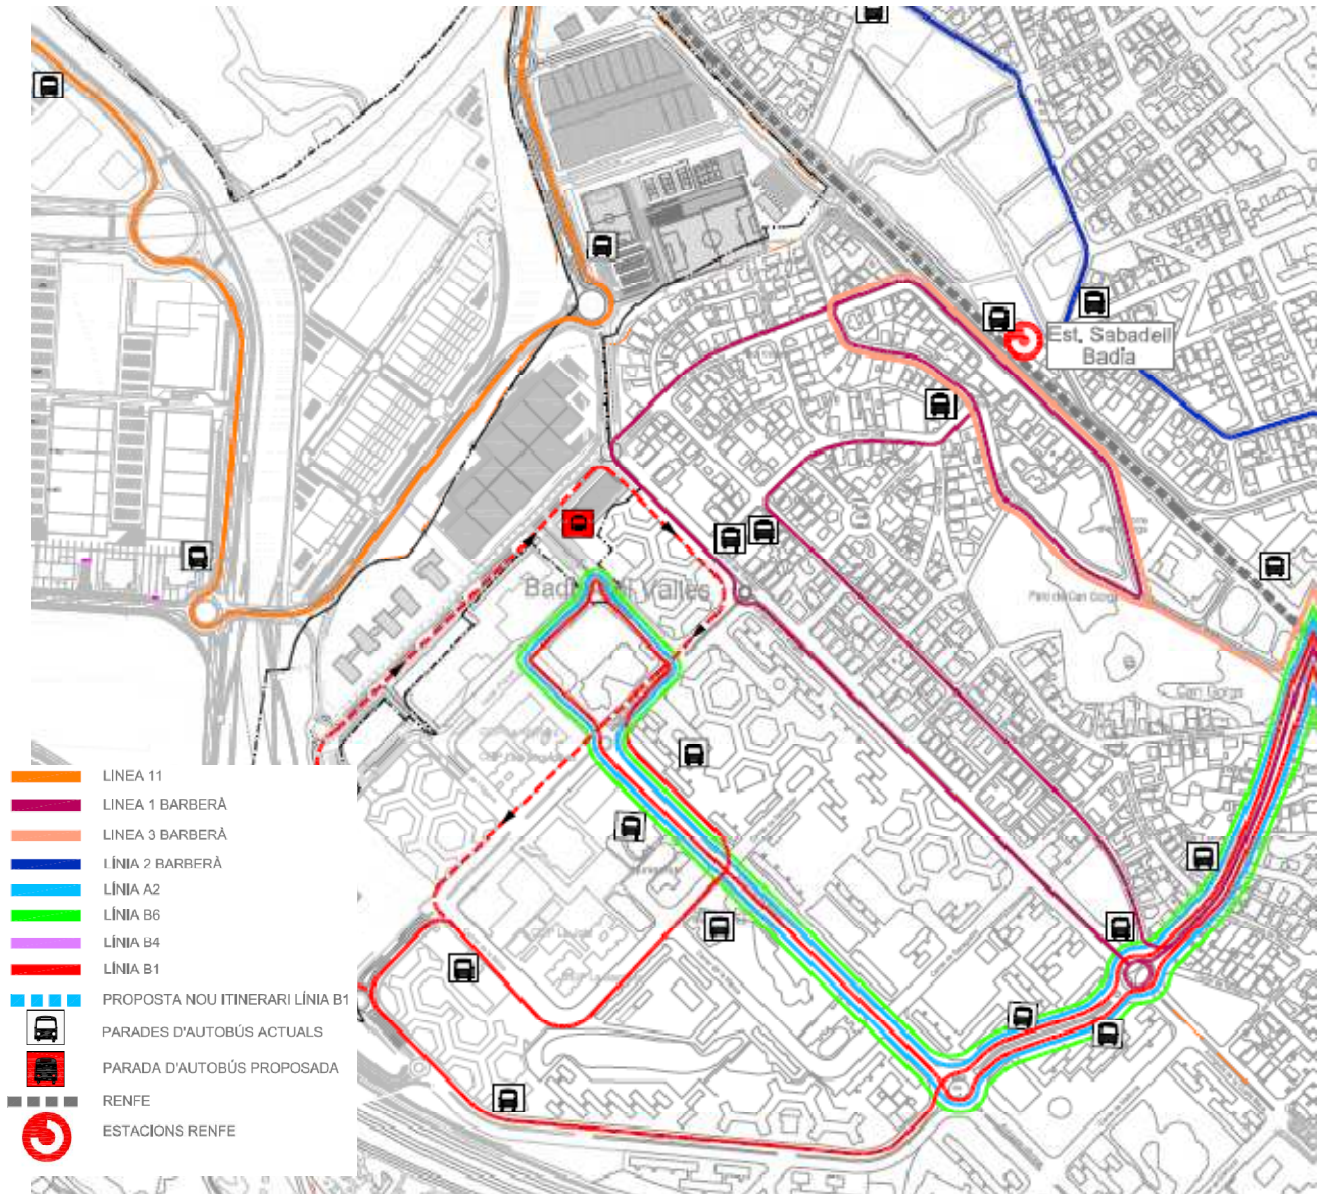 Est. Sabadell
Badia
Badia del Valles
Parc de Can Gorgs
Can Gorgs
LINEA 11
LINEA 1 BARBERÀ
LINEA 3 BARBERÀ
LÍNIA 2 BARBERÀ
LÍNIA A2
LÍNIA B6
LÍNIA B4
LÍNIA B1
PROPOSTA NOU ITINERARI LÍNIA B1
PARADES D'AUTOBÚS ACTUALS
PARADA D'AUTOBÚS PROPOSADA
RENFE
ESTACIONS RENFE